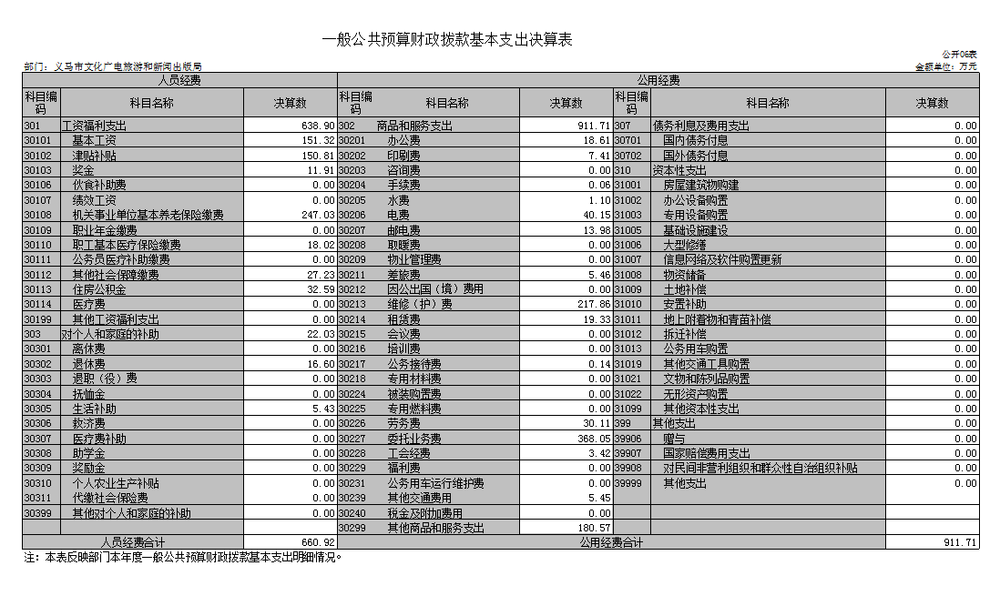 一般公共预算财政拨款基本支出决算表
公开06表
部门：义马市文化广电旅游和新闻出版局 金额单位：万元
人员经费 公用经费
科目编码 科目名称 决算数 科目编码 科目名称 决算数 科目编码 科目名称 决算数
301 工资福利支出 638.90 302 商品和服务支出 911.71 307 债务利息及费用支出 0.00
30101 基本工资 151.32 30201 办公费 18.61 30701 国内债务付息 0.00
30102 津贴补贴 150.81 30202 印刷费 7.41 30702 国外债务付息 0.00
30103 奖金 11.91 30203 咨询费 0.00 310 资本性支出 0.00
30106 伙食补助费 0.00 30204 手续费 0.06 31001 房屋建筑物购建 0.00
30107 绩效工资 0.00 30205 水费 1.10 31002 办公设备购置 0.00
30108 机关事业单位基本养老保险缴费 247.03 30206 电费 40.15 31003 专用设备购置 0.00
30109 职业年金缴费 0.00 30207 邮电费 13.98 31005 基础设施建设 0.00
30110 职工基本医疗保险缴费 18.02 30208 取暖费 0.00 31006 大型修缮 0.00
30111 公务员医疗补助缴费 0.00 30209 物业管理费 0.00 31007 信息网络及软件购置更新 0.00
30112 其他社会保障缴费 27.23 30211 差旅费 5.46 31008 物资储备 0.00
30113 住房公积金 32.59 30212 因公出国（境）费用 0.00 31009 土地补偿 0.00
30114 医疗费 0.00 30213 维修（护）费 217.86 31010 安置补助 0.00
30199 其他工资福利支出 0.00 30214 租赁费 19.33 31011 地上附着物和青苗补偿 0.00
303 对个人和家庭的补助 22.03 30215 会议费 0.00 31012 拆迁补偿 0.00
30301 离休费 0.00 30216 培训费 0.00 31013 公务用车购置 0.00
30302 退休费 16.60 30217 公务接待费 0.14 31019 其他交通工具购置 0.00
30303 退职（役）费 0.00 30218 专用材料费 0.00 31021 文物和陈列品购置 0.00
30304 抚恤金 0.00 30224 被装购置费 0.00 31022 无形资产购置 0.00
30305 生活补助 5.43 30225 专用燃料费 0.00 31099 其他资本性支出 0.00
30306 救济费 0.00 30226 劳务费 30.11 399 其他支出 0.00
30307 医疗费补助 0.00 30227 委托业务费 368.05 39906 赠与 0.00
30308 助学金 0.00 30228 工会经费 3.42 39907 国家赔偿费用支出 0.00
30309 奖励金 0.00 30229 福利费 0.00 39908 对民间非营利组织和群众性自治组织补贴 0.00
30310 个人农业生产补贴 0.00 30231 公务用车运行维护费 0.00 39999 其他支出 0.00
30311 代缴社会保险费 0.00 30239 其他交通费用 5.45
30399 其他对个人和家庭的补助 0.00 30240 税金及附加费用 0.00
30299 其他商品和服务支出 180.57
人员经费合计 660.92 公用经费合计 911.71
注：本表反映部门本年度一般公共预算财政拨款基本支出明细情况。